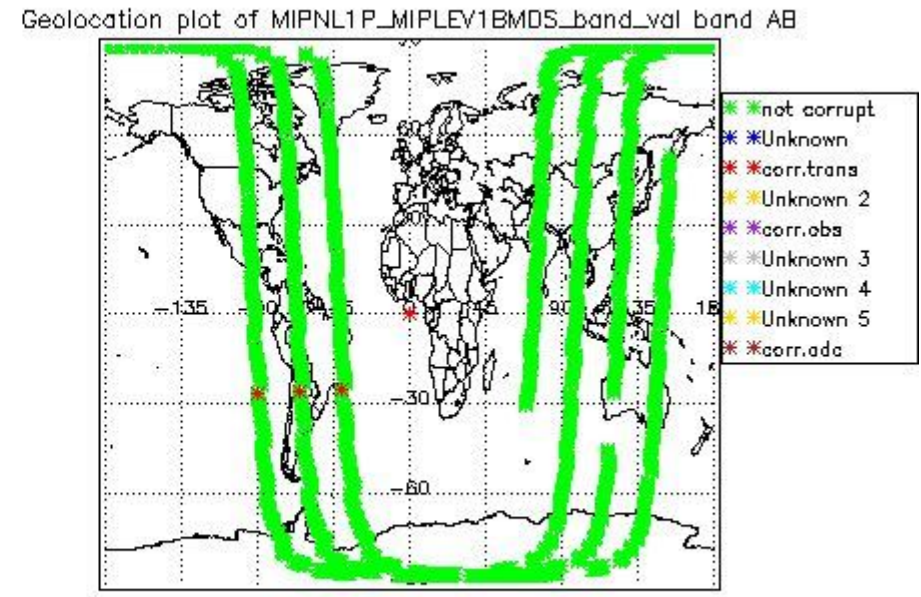 Geolocation plot of MIPNL1P_MIPLEV1BMDS_band_val band AB
not corrupt
Unknown
corr.trans
Unknown 2
corr.obs
Unknown 3
Unknown 4
Unknown 5
corr.adc
60
-135
90
-30
-60